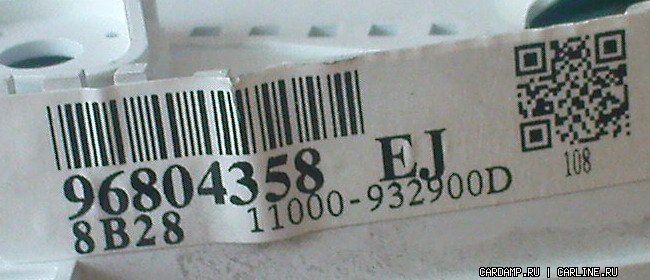 96804358 EJ
8B28 11000-932900D
108
CARDAMP.RU | CARLINE.RU